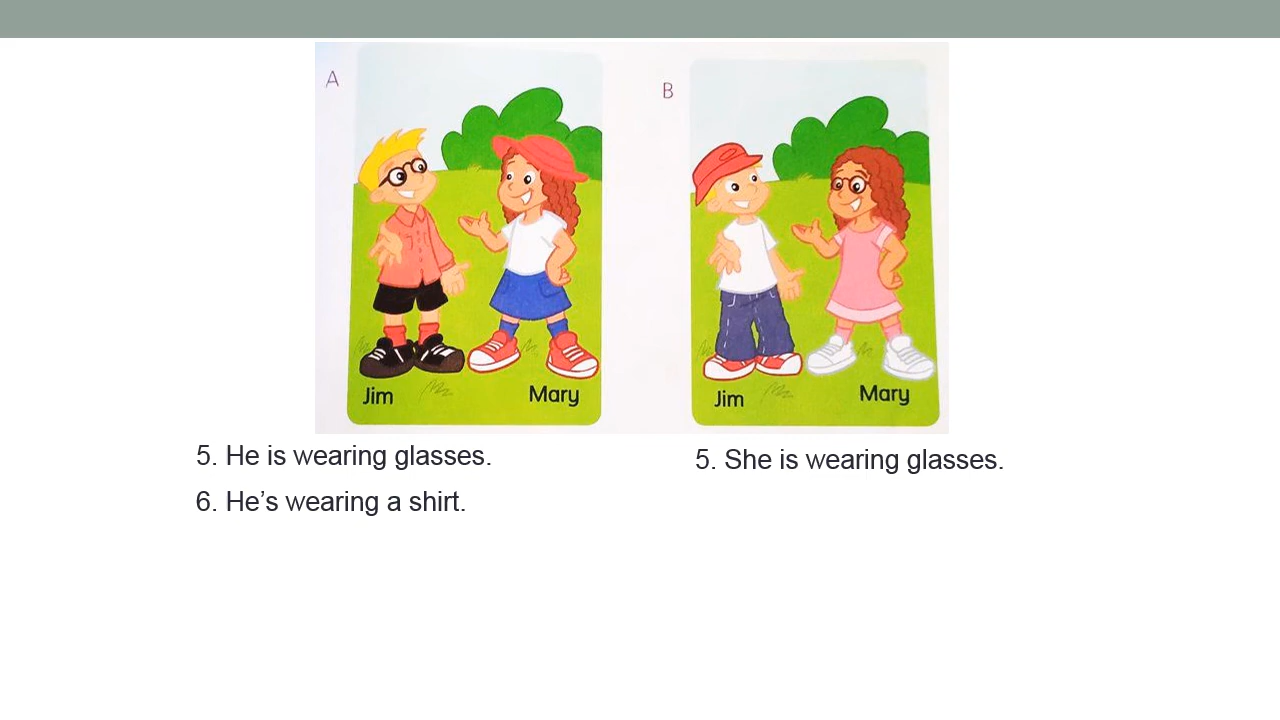 A
B
Jim
Mary
Jim
Mary
5. He is wearing glasses.
5. She is wearing glasses.
6. He’s wearing a shirt.